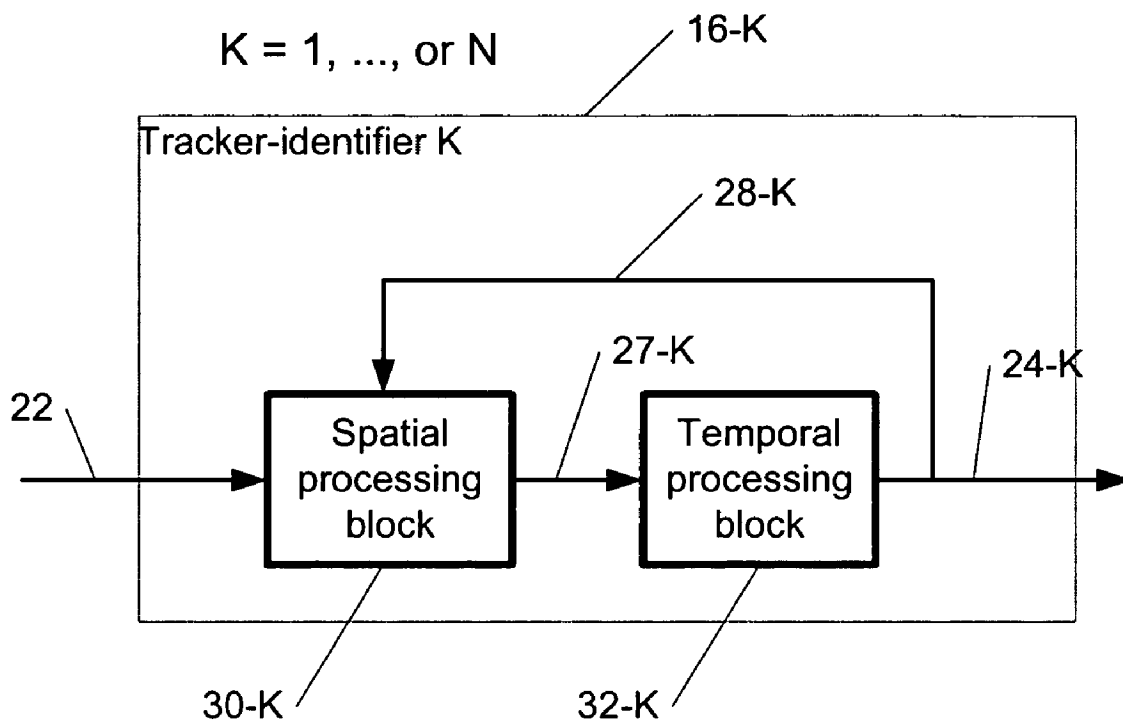 K = 1, ..., or N
16-K
Tracker-identifier K
28-K
27-K
24-K
22
Spatial
processing
block
Temporal
processing
block
30-K
32-K